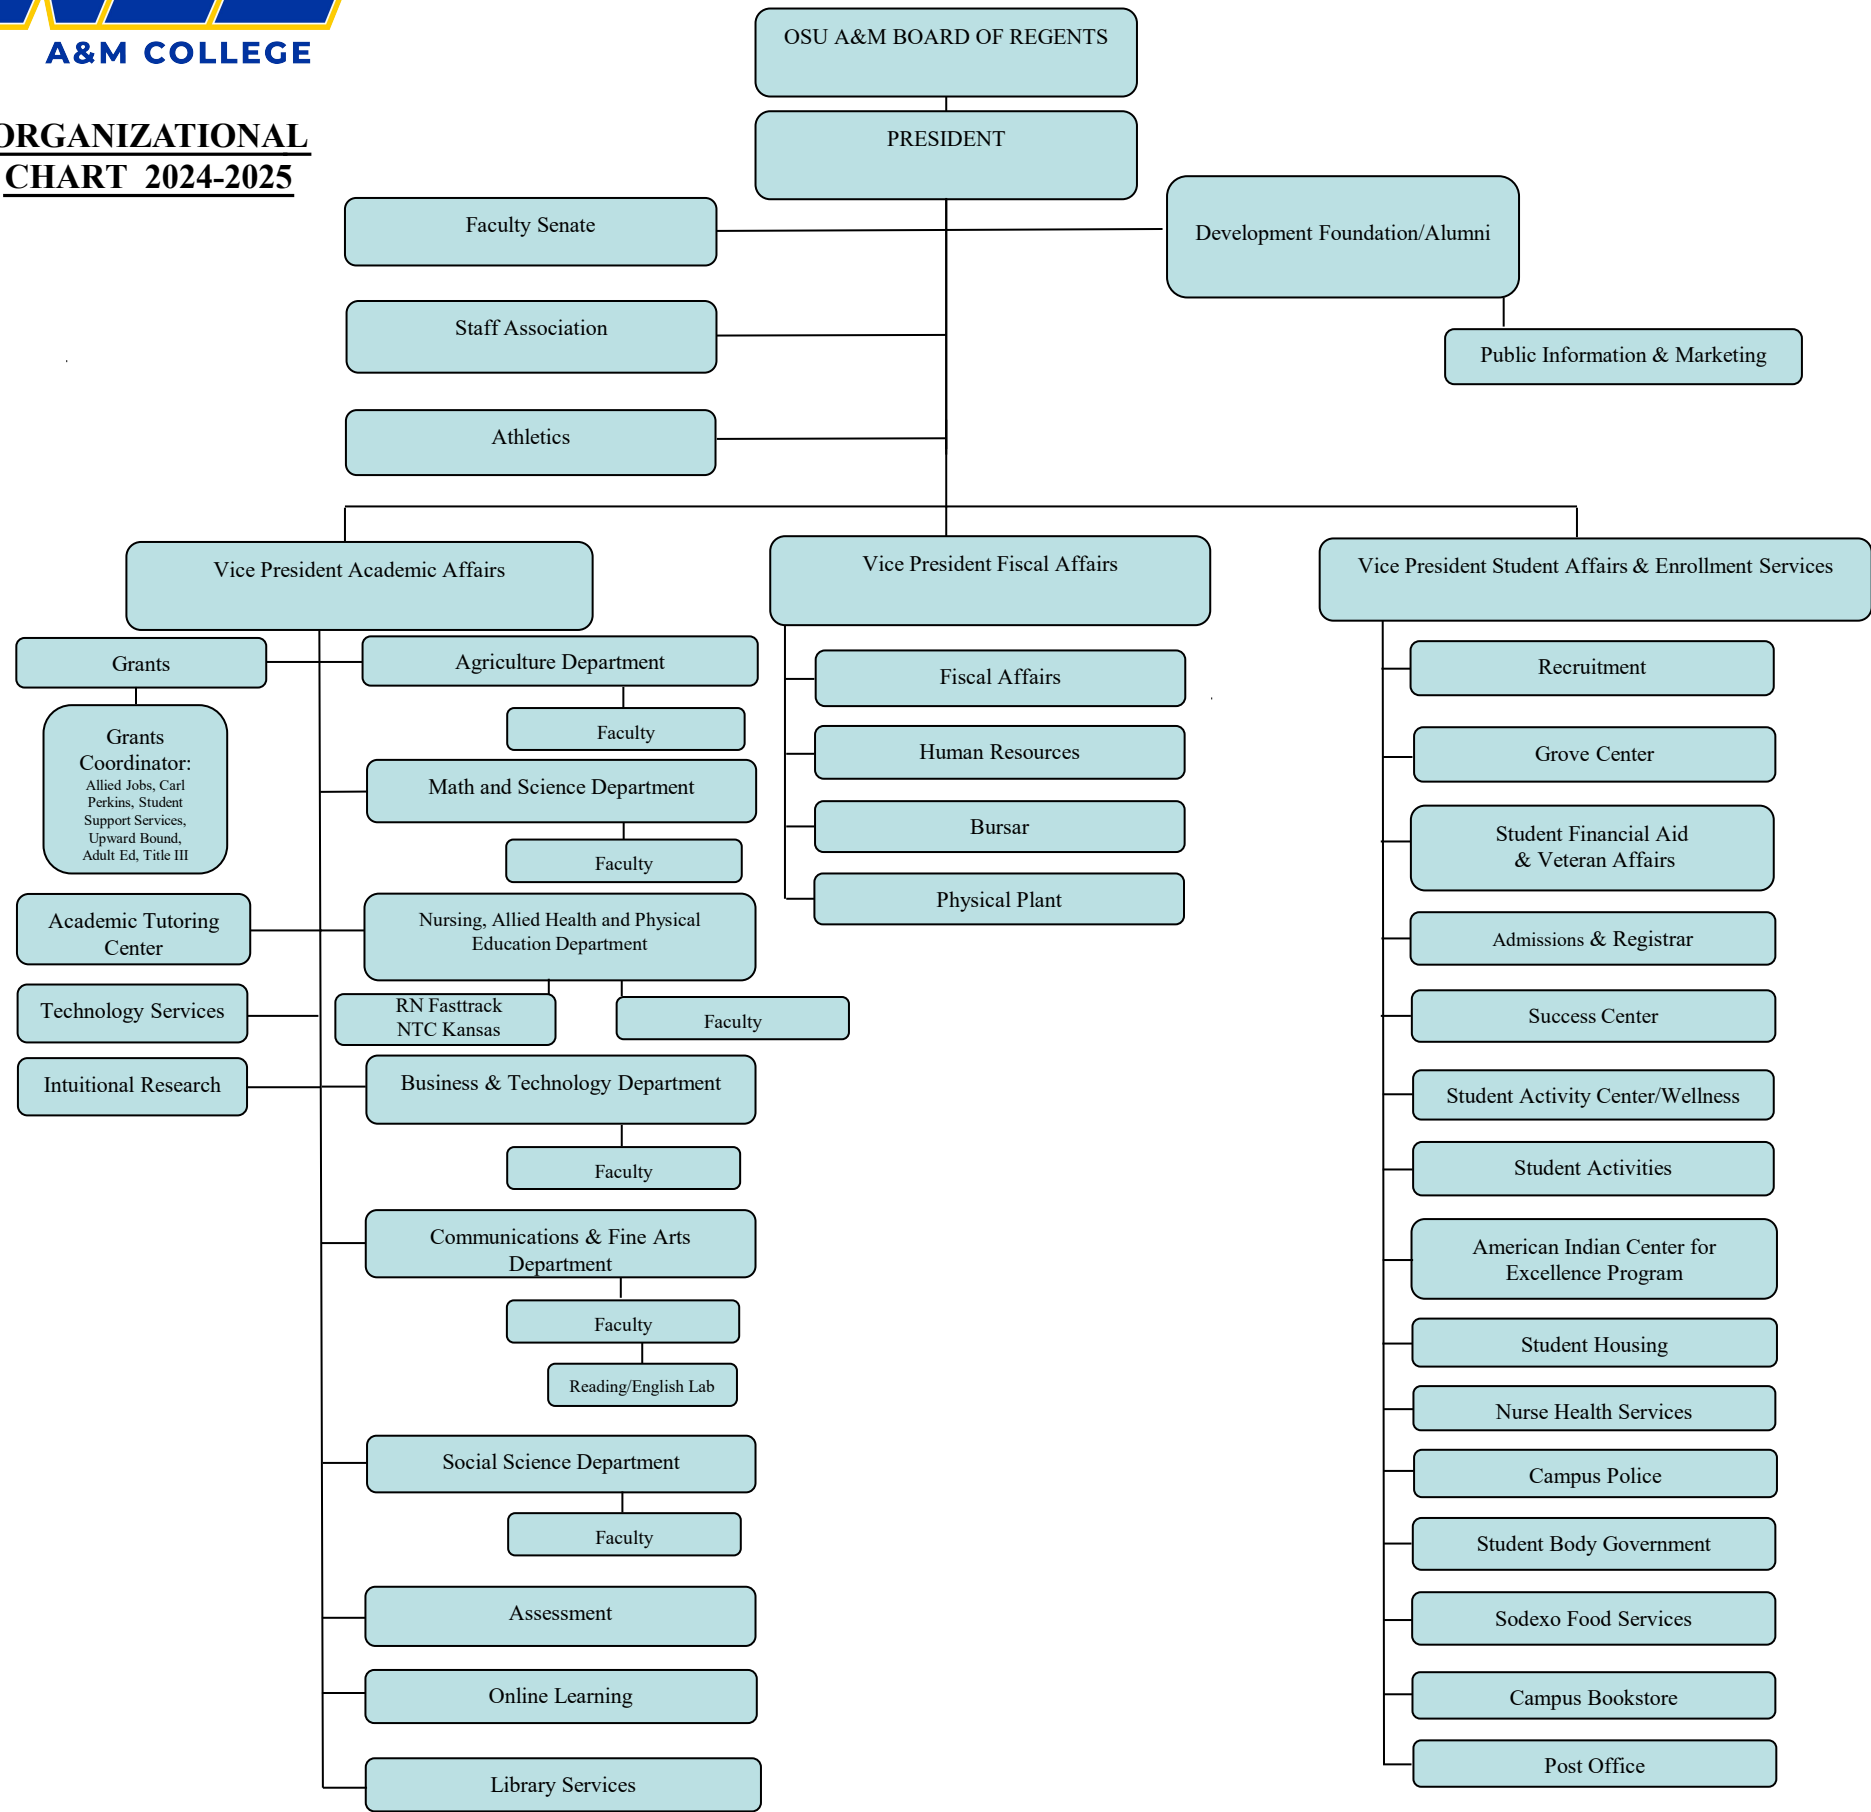 A&M COLLEGE
ORGANIZATIONAL
CHART 2024-2025
OSU A&M BOARD OF REGENTS
PRESIDENT
Faculty Senate
Development Foundation/Alumni
Staff Association
Public Information & Marketing
Athletics
Vice President Academic Affairs
Vice President Fiscal Affairs
Vice President Student Affairs & Enrollment Services
Grants
Grants
Coordinator:
Allied Jobs, Carl
Perkins, Student
Support Services,
Upward Bound,
Adult Ed, Title III
Academic Tutoring
Center
Technology Services
Intuitional Research
Agriculture Department
Faculty
Math and Science Department
Faculty
Nursing, Allied Health and Physical
Education Department
RN Fasttrack
NTC Kansas
Faculty
Business & Technology Department
Faculty
Communications & Fine Arts
Department
Faculty
Reading/English Lab
Social Science Department
Faculty
Assessment
Online Learning
Library Services
Fiscal Affairs
Human Resources
Bursar
Physical Plant
Recruitment
Grove Center
Student Financial Aid
& Veteran Affairs
Admissions & Registrar
Success Center
Student Activity Center/Wellness
Student Activities
American Indian Center for
Excellence Program
Student Housing
Nurse Health Services
Campus Police
Student Body Government
Sodexo Food Services
Campus Bookstore
Post Office